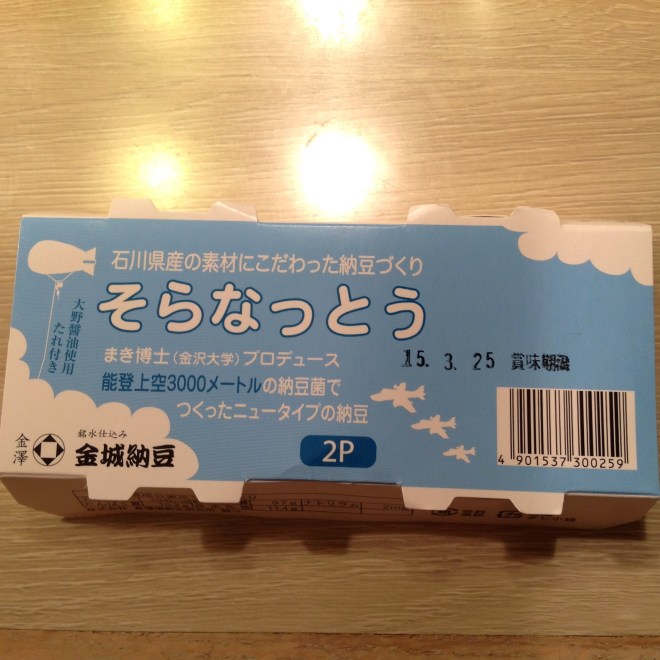 石川県産の素材にこだわった納豆づくり
そらなっとう
大野醤油使用
たれ付き
まき博士(金沢大学)プロデュース
能登上空3000メートルの納豆菌で
つくったニュータイプの納豆
15. 3. 25 賞味期限
2P
金澤
銘水仕込み
金城納豆
4 901537 300259